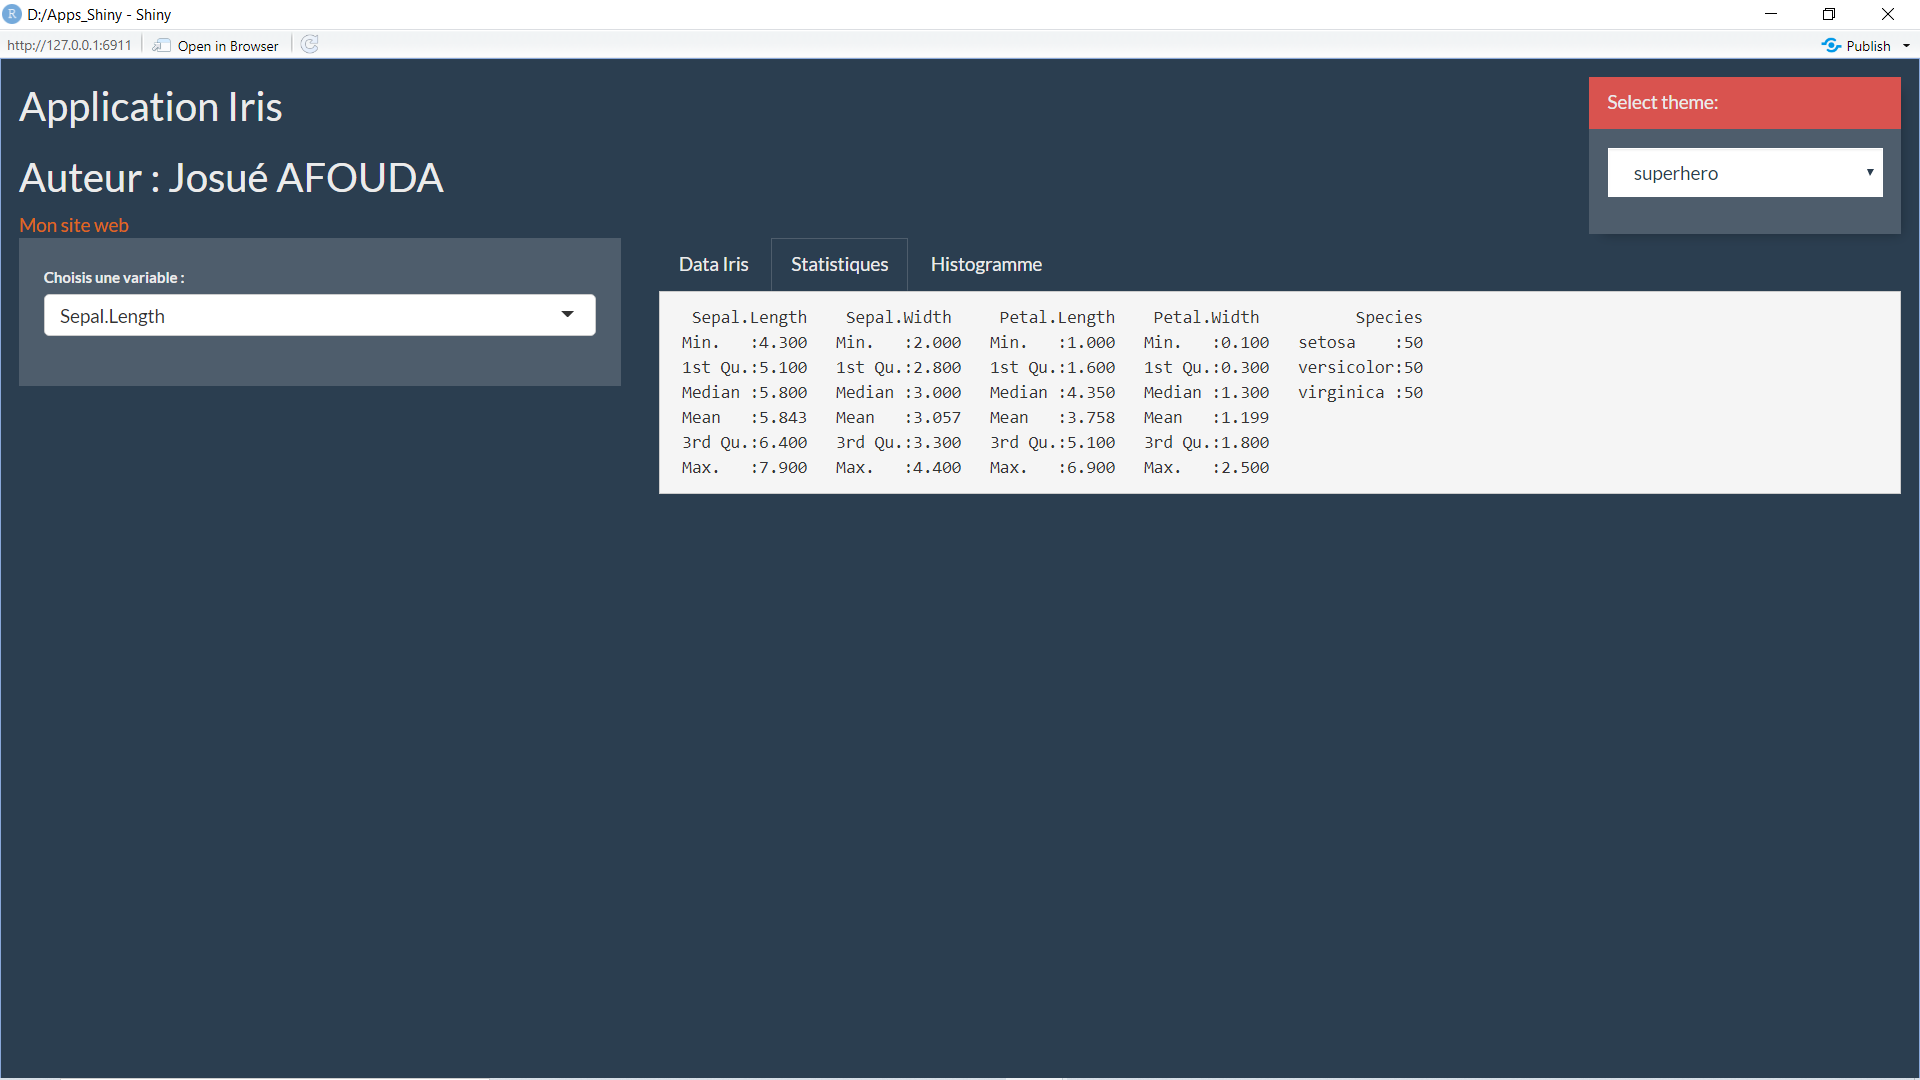 D:/Apps_Shiny - Shiny
http://127.0.0.1:6911 Open in Browser Publish
Application Iris
Auteur : Josué AFOUDA
Mon site web
Select theme:
superhero
Choisis une variable :
Sepal.Length
Data Iris Statistiques Histogramme
Sepal.Length Sepal.Width Petal.Length Petal.Width Species
Min. :4.300 Min. :2.000 Min. :1.000 Min. :0.100 setosa :50
1st Qu.:5.100 1st Qu.:2.800 1st Qu.:1.600 1st Qu.:0.300 versicolor:50
Median :5.800 Median :3.000 Median :4.350 Median :1.300 virginica :50
Mean :5.843 Mean :3.057 Mean :3.758 Mean :1.199
3rd Qu.:6.400 3rd Qu.:3.300 3rd Qu.:5.100 3rd Qu.:1.800
Max. :7.900 Max. :4.400 Max. :6.900 Max. :2.500